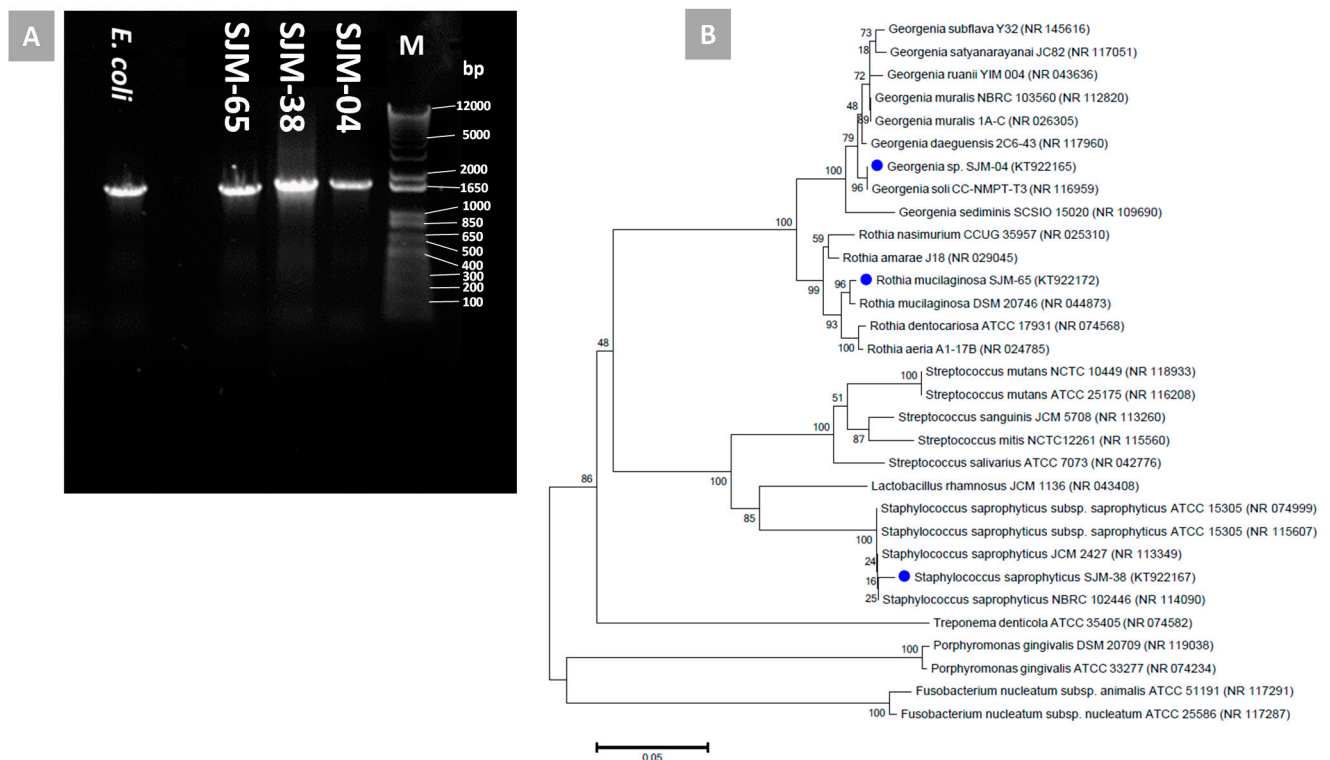 A
E. coli
SJM-65
SJM-38
SJM-04
M
bp
12000
5000
2000
1650
1000
850
650
500
400
300
200
100
B
Georgenia subflava Y32 (NR 145616)
73
Georgenia satyanarayanai JC82 (NR 117051)
18
Georgenia ruanii YIM 004 (NR 043636)
72
Georgenia muralis NBRC 103560 (NR 112820)
48
Georgenia muralis 1A-C (NR 026305)
89
Georgenia daeguensis 2C6-43 (NR 117960)
79
Georgenia sp. SJM-04 (KT922165)
100
Georgenia soli CC-NMPT-T3 (NR 116959)
96
Georgenia sediminis SCSIO 15020 (NR 109690)
100
Rothia nasimurium CCUG 35957 (NR 025310)
59
Rothia amarae J18 (NR 029045)
Rothia mucilaginosa SJM-65 (KT922172)
96
99
Rothia mucilaginosa DSM 20746 (NR 044873)
Rothia dentocariosa ATCC 17931 (NR 074568)
93
Rothia aeria A1-17B (NR 024785)
100
48
Streptococcus mutans NCTC 10449 (NR 118933)
100
Streptococcus mutans ATCC 25175 (NR 116208)
51
Streptococcus sanguinis JCM 5708 (NR 113260)
100
Streptococcus mitis NCTC12261 (NR 115560)
87
Streptococcus salivarius ATCC 7073 (NR 042776)
86
100
Lactobacillus rhamnosus JCM 1136 (NR 043408)
Staphylococcus saprophyticus subsp. saprophyticus ATCC 15305 (NR 074999)
85
Staphylococcus saprophyticus subsp. saprophyticus ATCC 15305 (NR 115607)
100
Staphylococcus saprophyticus JCM 2427 (NR 113349)
24
Staphylococcus saprophyticus SJM-38 (KT922167)
16
Staphylococcus saprophyticus NBRC 102446 (NR 114090)
25
Treponema denticola ATCC 35405 (NR 074582)
Porphyromonas gingivalis DSM 20709 (NR 119038)
100
Porphyromonas gingivalis ATCC 33277 (NR 074234)
Fusobacterium nucleatum subsp. animalis ATCC 51191 (NR 117291)
100
Fusobacterium nucleatum subsp. nucleatum ATCC 25586 (NR 117287)
0.05